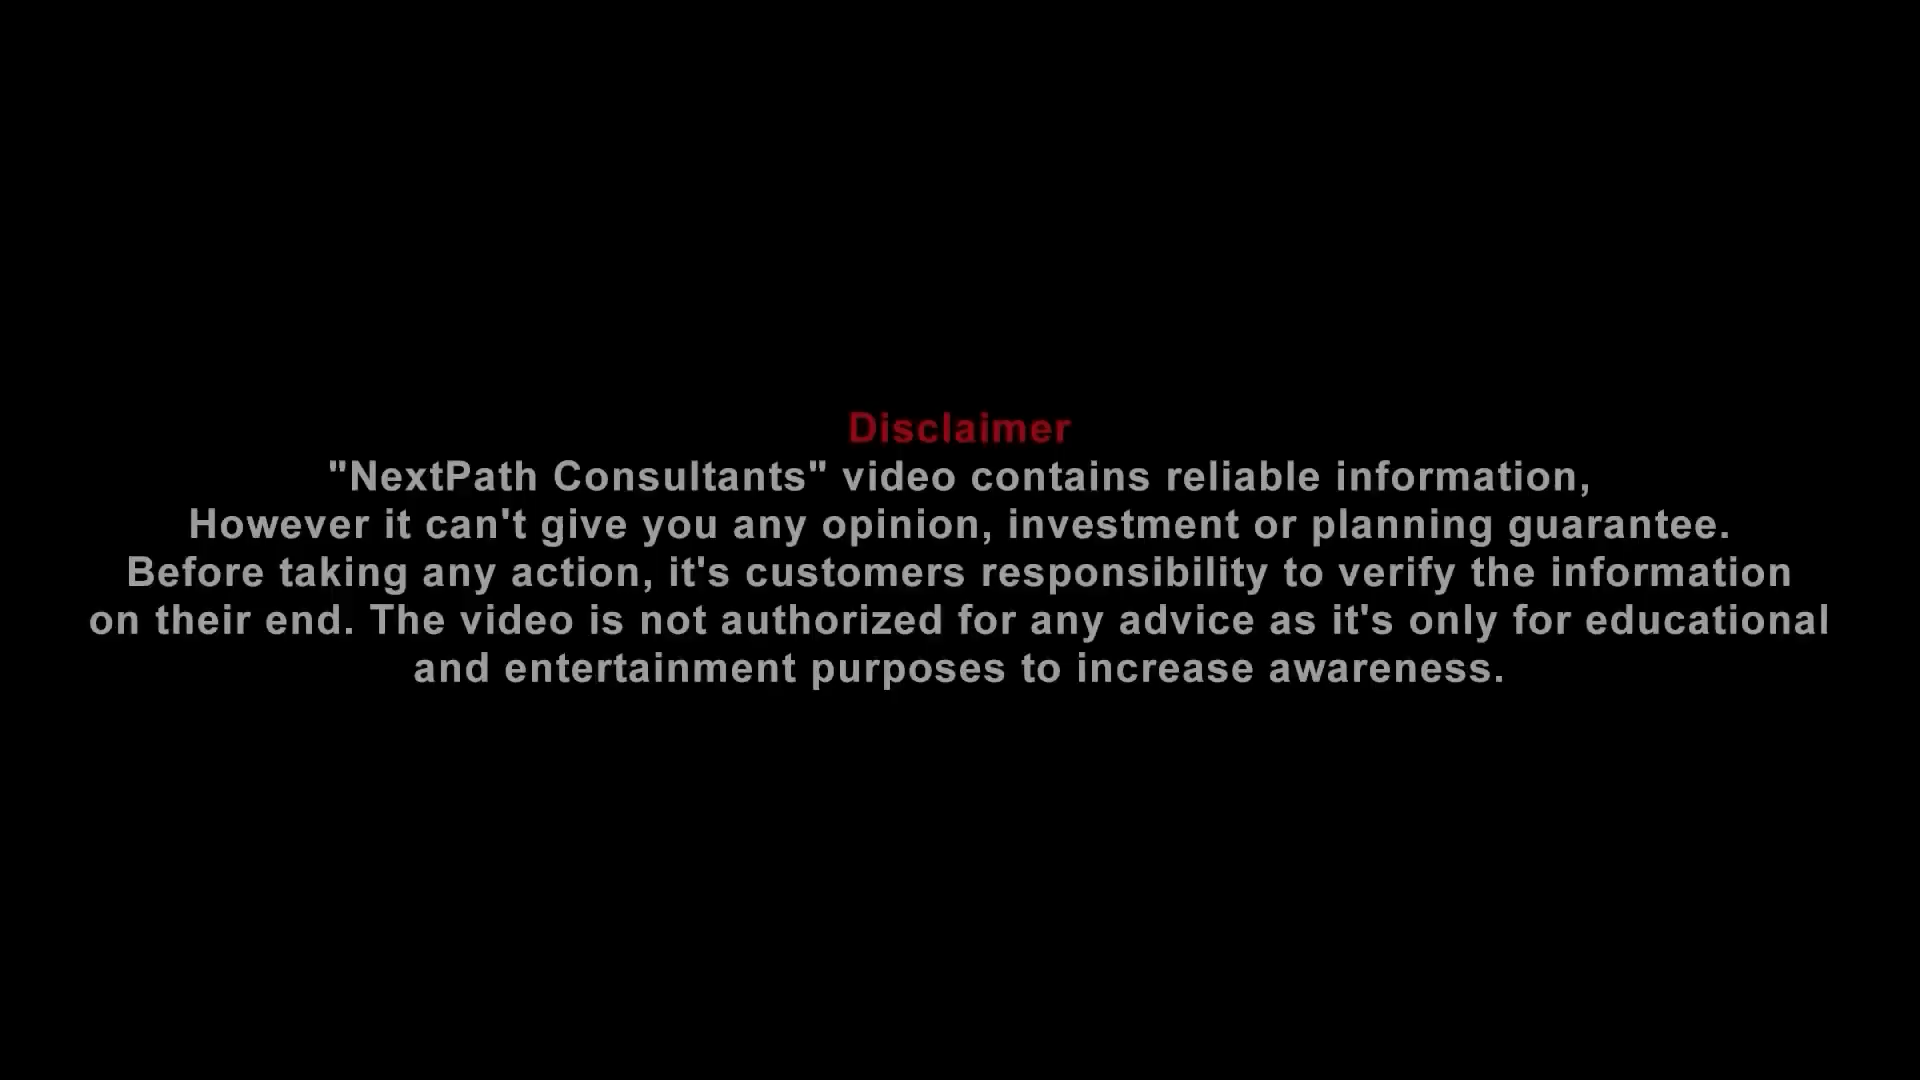 Disclaimer
"NextPath Consultants" video contains reliable information,
However it can't give you any opinion, investment or planning guarantee.
Before taking any action, it's customers responsibility to verify the information
on their end. The video is not authorized for any advice as it's only for educational
and entertainment purposes to increase awareness.